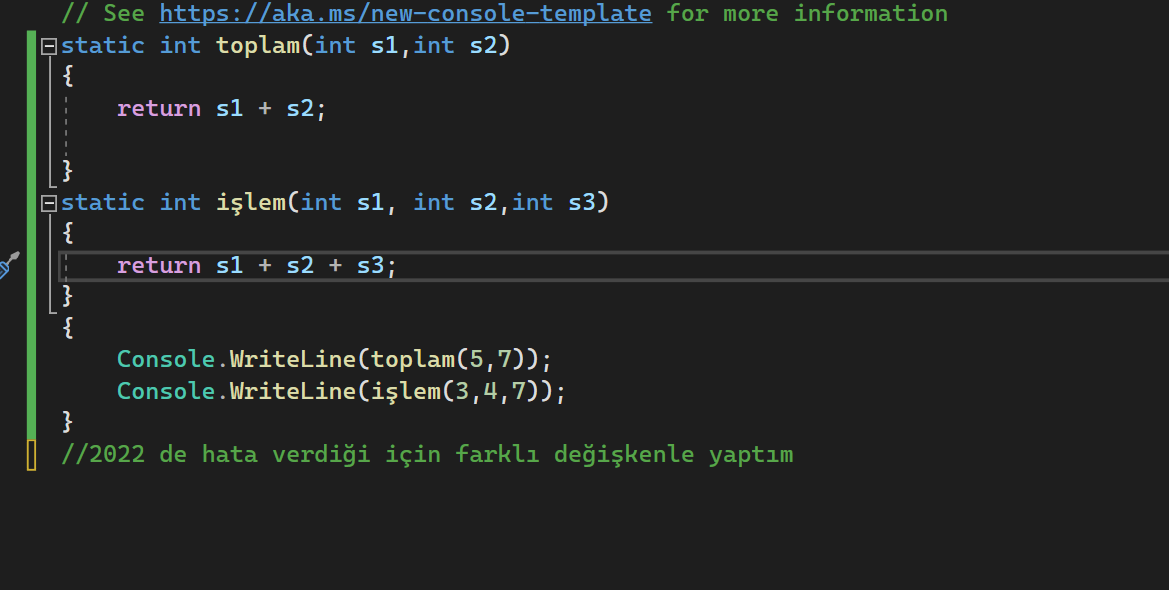 // See https://aka.ms/new-console-template for more information
static int toplam(int s1,int s2)
{
return s1 + s2;
}
static int işlem(int s1, int s2,int s3)
{
return s1 + s2 + s3;
}
{
Console.WriteLine(toplam(5,7));
Console.WriteLine(işlem(3,4,7));
}
//2022 de hata verdiği için farklı değişkenle yaptım